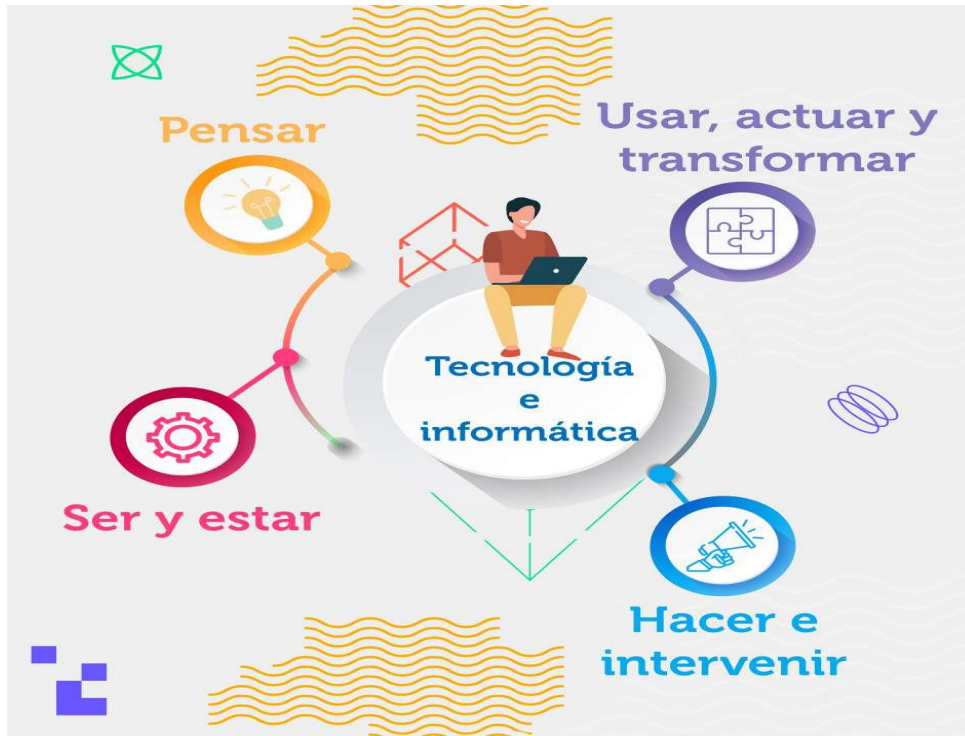 Pensar
Usar, actuar y
transformar
Tecnología
e
informática
Ser y estar
Hacer e
intervenir